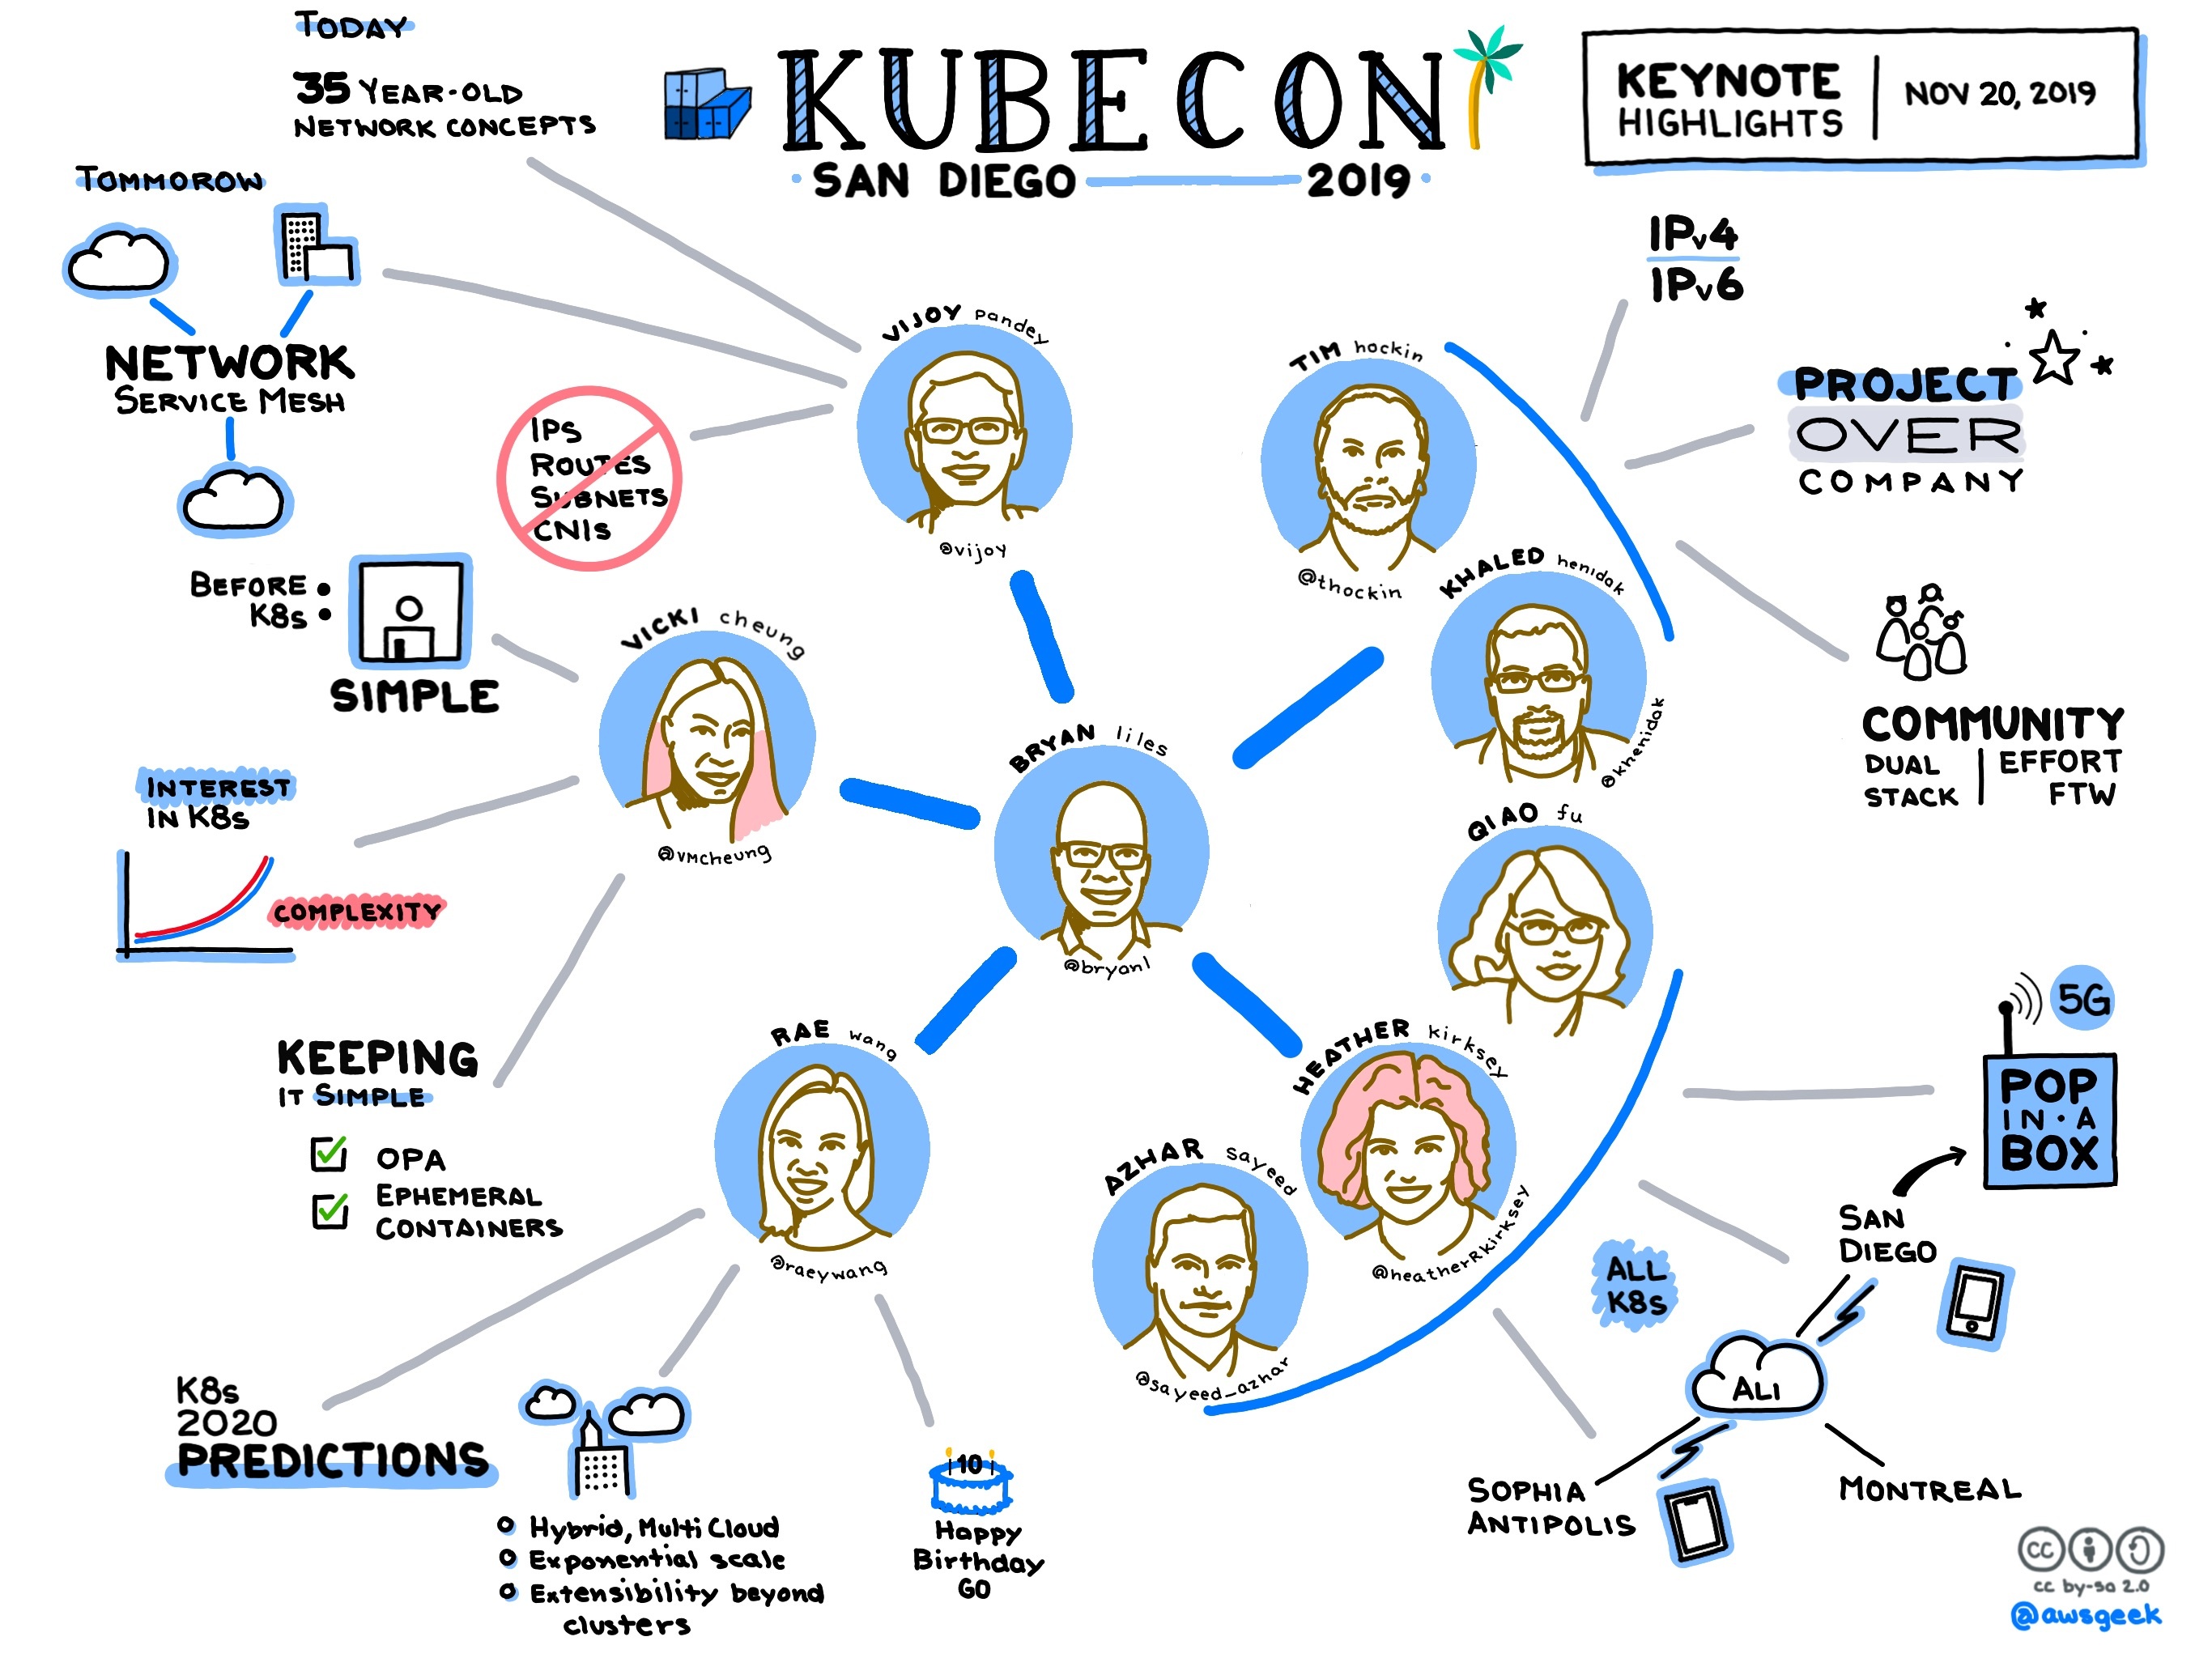 KUBECON
SAN DIEGO 2019
KEYNOTE
HIGHLIGHTS
NOV 20, 2019
TODAY
35 YEAR-OLD
NETWORK CONCEPTS
TOMMOROW
NETWORK
SERVICE MESH
IPS
ROUTES
SUBNETS
CNIS
VIJOY pandey
@vijoy
BEFORE
K8s
SIMPLE
VICKI cheung
@vmcheung
INTEREST
IN K8s
COMPLEXITY
KEEPING
IT SIMPLE
OPA
EPHEMERAL
CONTAINERS
BRYAN liles
@bryanl
TIM hockin
@thockin
KHALED henidak
@khenidak
IPv4
IPv6
PROJECT
OVER
COMPANY
COMMUNITY
DUAL
STACK
EFFORT
FTW
QIAO fu
HEATHER kirksey
@heatherRkirksey
AZHAR sayeed
@sayeed_azhar
5G
POP
IN·A
BOX
SAN
DIEGO
ALL
K8s
ALI
SOPHIA
ANTIPOLIS
MONTREAL
RAE wang
@raeywang
K8s
2020
PREDICTIONS
Hybrid, Multi Cloud
Exponential scale
Extensibility beyond
clusters
10
Happy
Birthday
GO
cc
cc by-sa 2.0
@awsgeek